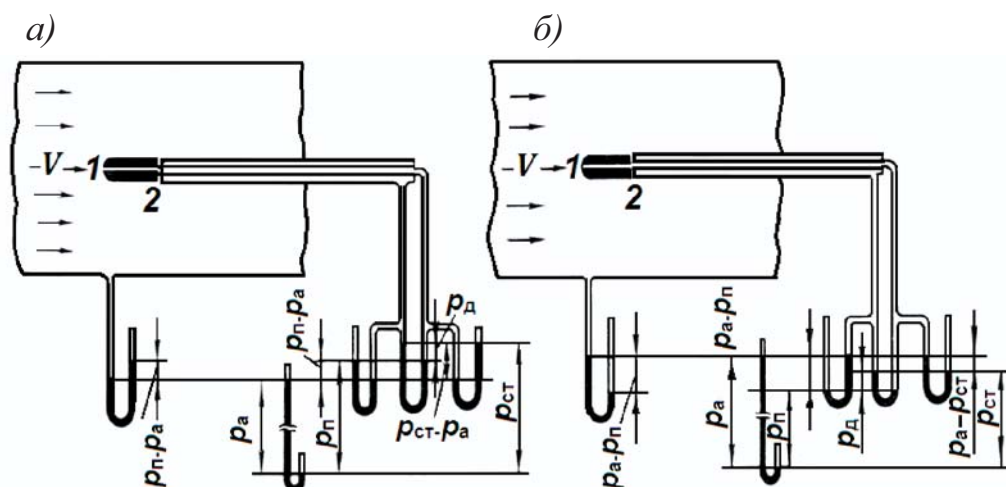 а) б)
– V 1
2
– V 1
2
pд
pп-pа
pп-pа
pа
pп
pст-pа
pст
pа-pп
pа
pа-pп
pп
pд
pа–pст
pст